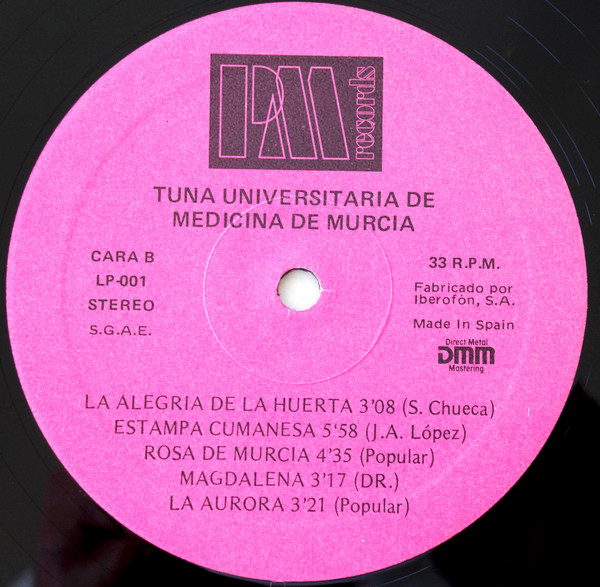 PM records
TUNA UNIVERSITARIA DE
MEDICINA DE MURCIA
CARA B
LP-001
STEREO
S.G.A.E.
33 R.P.M.
Fabricado por
Iberofón, S.A.
Made In Spain
Direct Metal
DMM
Mastering
LA ALEGRIA DE LA HUERTA 3'08 (S. Chueca)
ESTAMPA CUMANESA 5'58 (J.A. López)
ROSA DE MURCIA 4'35 (Popular)
MAGDALENA 3'17 (DR.)
LA AURORA 3'21 (Popular)